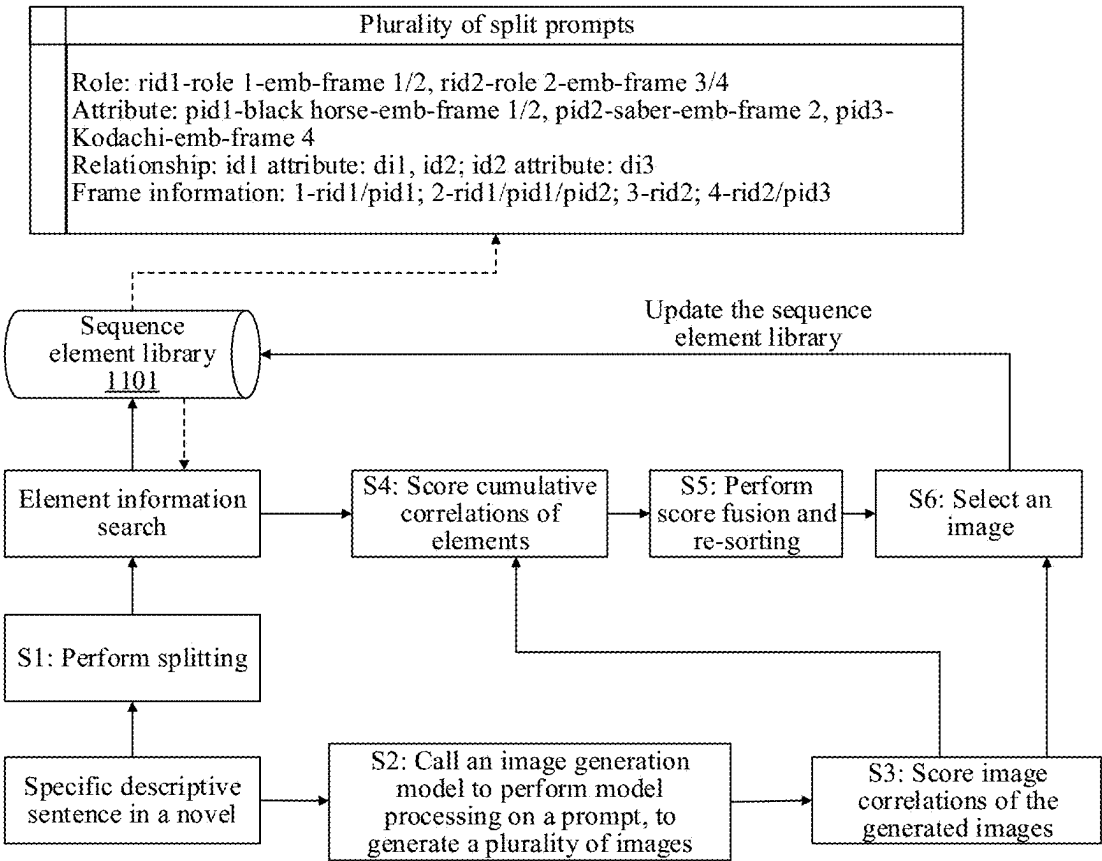 Plurality of split prompts
Role: rid1-role 1-emb-frame 1/2, rid2-role 2-emb-frame 3/4
Attribute: pid1-black horse-emb-frame 1/2, pid2-saber-emb-frame 2, pid3-
Kodachi-emb-frame 4
Relationship: id1 attribute: di1, id2; id2 attribute: di3
Frame information: 1-rid1/pid1; 2-rid1/pid1/pid2; 3-rid2; 4-rid2/pid3
Sequence
element library
1101
Update the sequence
element library
Element information
search
S4: Score cumulative
correlations of
elements
S5: Perform
score fusion and
re-sorting
S6: Select an
image
S1: Perform splitting
Specific descriptive
sentence in a novel
S2: Call an image generation
model to perform model
processing on a prompt, to
generate a plurality of images
S3: Score image
correlations of the
generated images